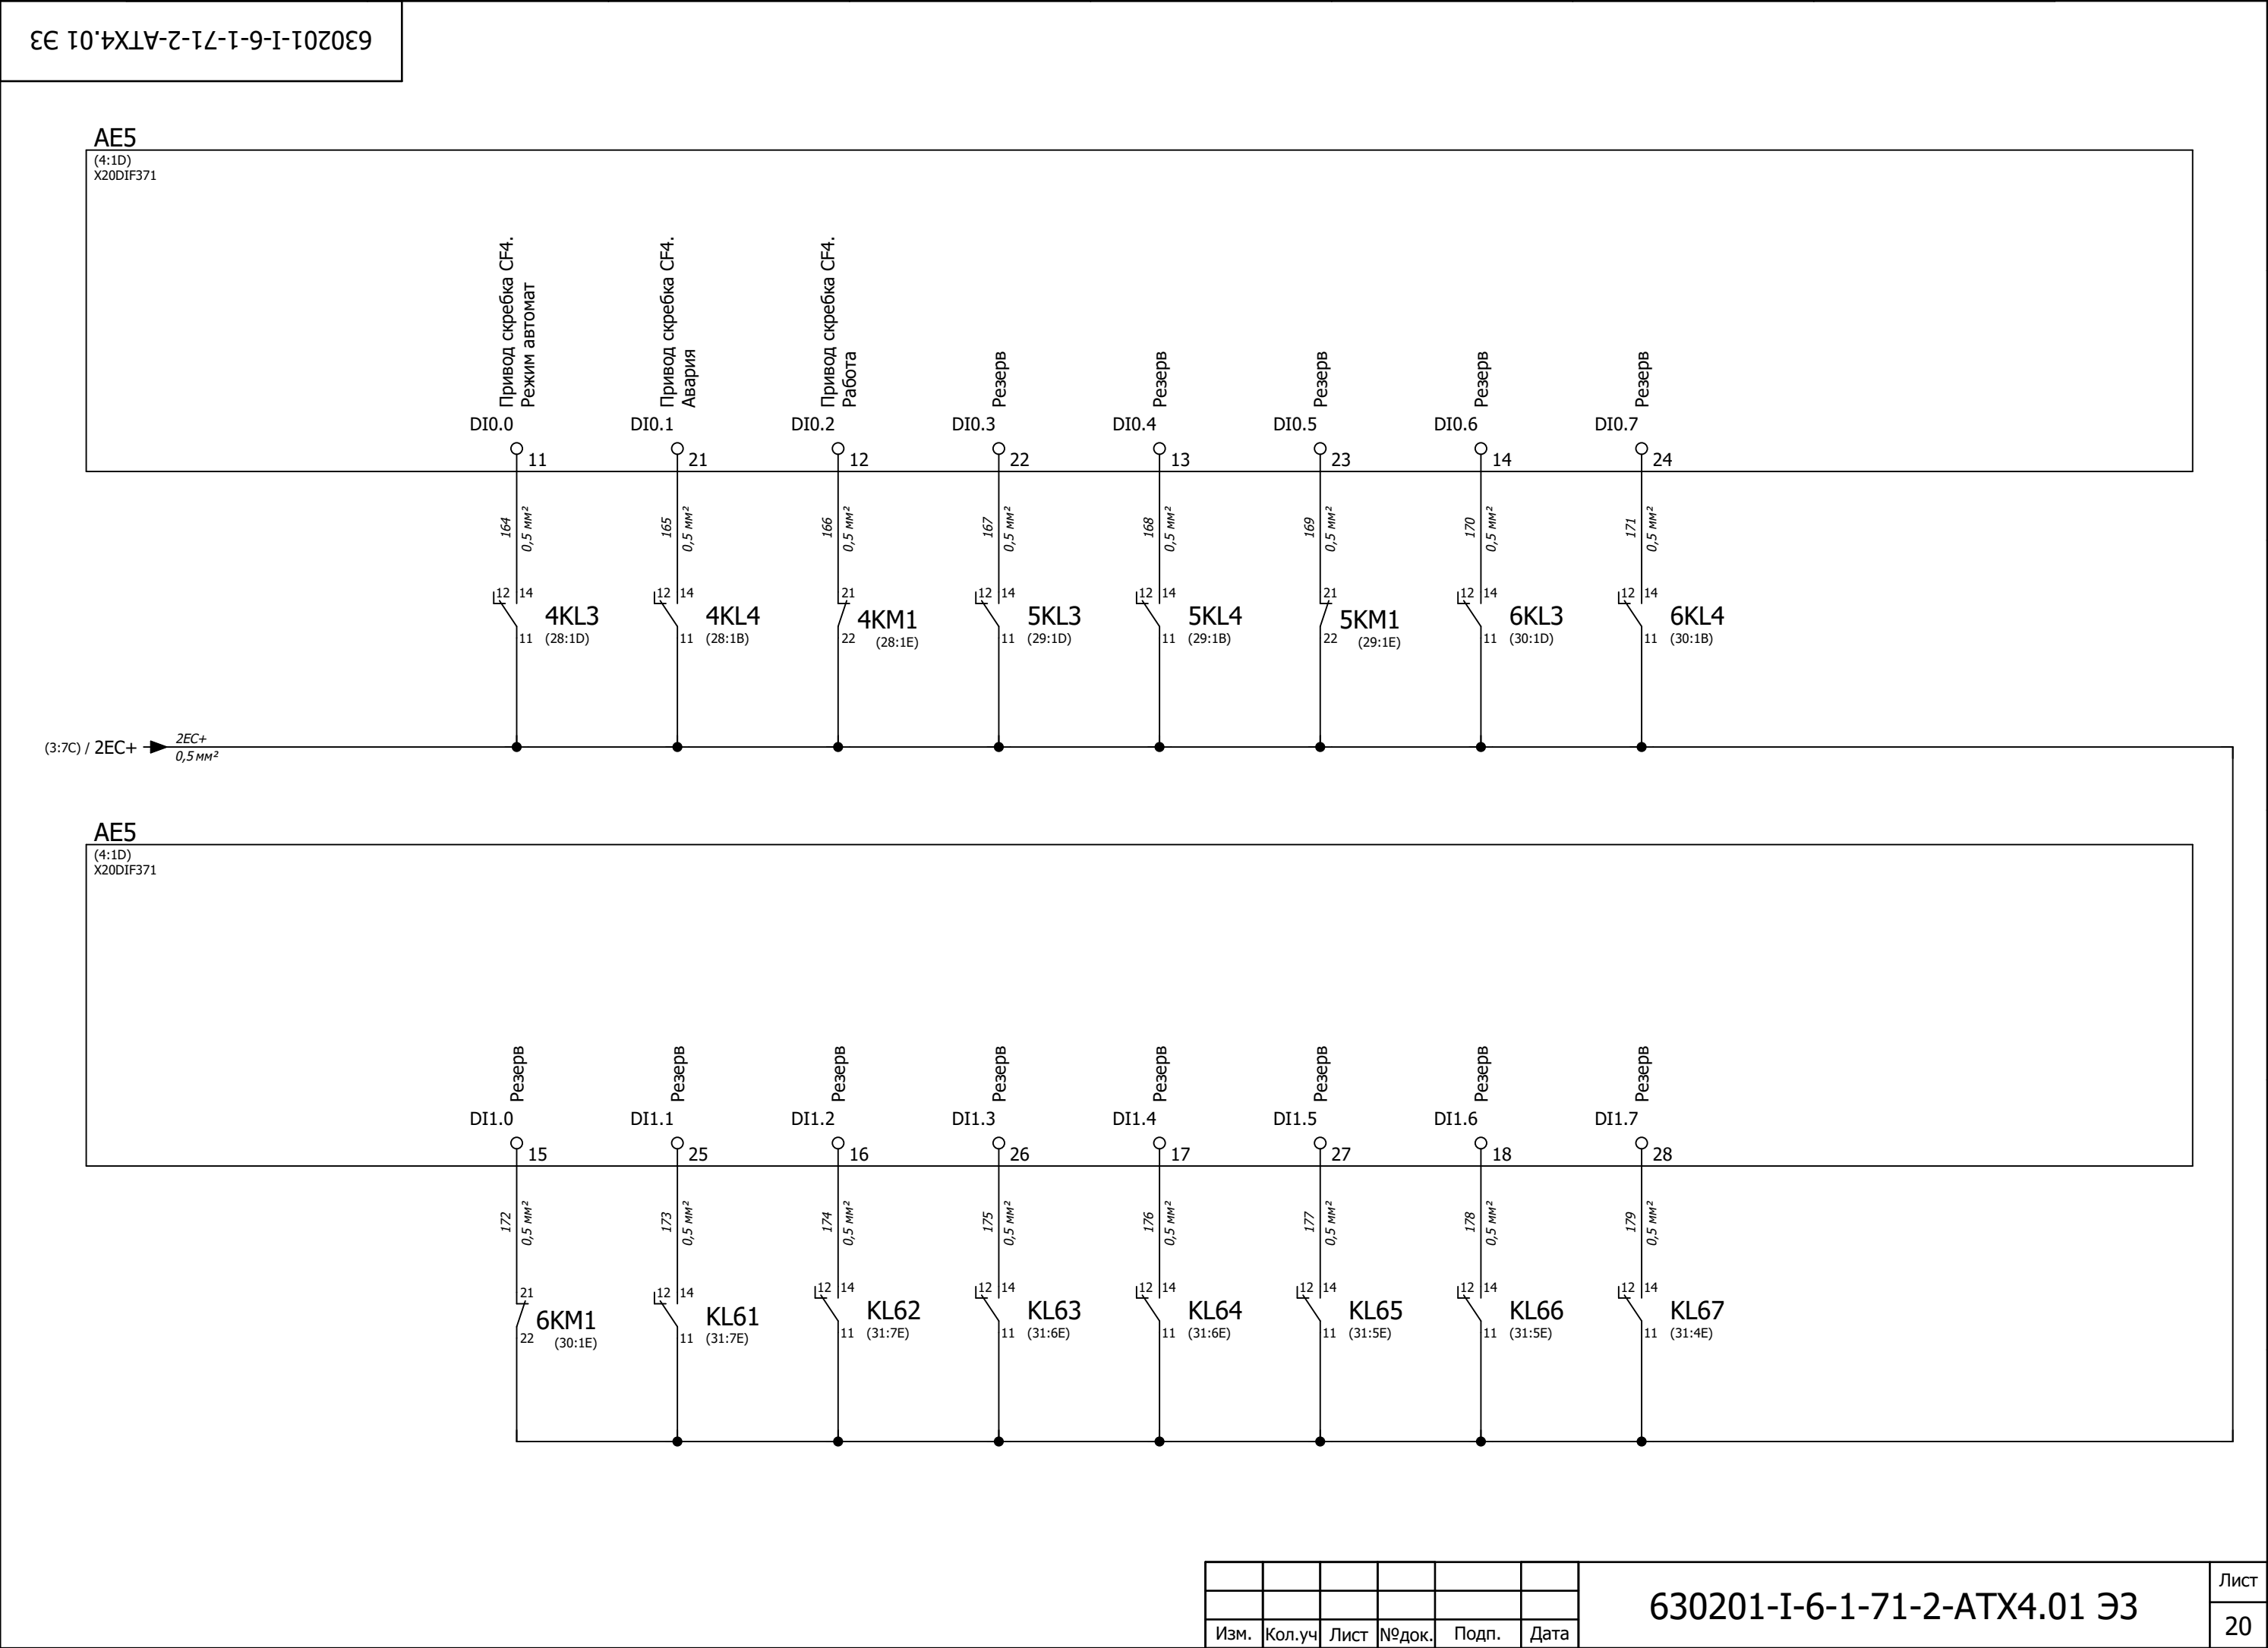 630201-I-6-1-71-2-АТХ4.01 ЭЗ
AE5
(4:1D)
X20DIF371
Привод скребка CF4.
Режим автомат
Привод скребка CF4.
Авария
Привод скребка CF4.
Работа
Резерв
Резерв
Резерв
Резерв
Резерв
DI0.0 DI0.1 DI0.2 DI0.3 DI0.4 DI0.5 DI0.6 DI0.7
11 21 12 22 13 23 14 24
164 0,5 мм² 165 0,5 мм² 166 0,5 мм² 167 0,5 мм² 168 0,5 мм² 169 0,5 мм² 170 0,5 мм² 171 0,5 мм²
12 14 12 14 21 12 14 12 14 21 12 14 12 14
4KL3 4KL4 4KM1 5KL3 5KL4 5KM1 6KL3 6KL4
11 (28:1D) 11 (28:1B) 22 (28:1E) 11 (29:1D) 11 (29:1B) 22 (29:1E) 11 (30:1D) 11 (30:1B)
(3:7C) / 2EC+ 2EC+
0,5 мм²
AE5
(4:1D)
X20DIF371
Резерв
Резерв
Резерв
Резерв
Резерв
Резерв
Резерв
Резерв
DI1.0 DI1.1 DI1.2 DI1.3 DI1.4 DI1.5 DI1.6 DI1.7
15 25 16 26 17 27 18 28
172 0,5 мм² 173 0,5 мм² 174 0,5 мм² 175 0,5 мм² 176 0,5 мм² 177 0,5 мм² 178 0,5 мм² 179 0,5 мм²
21 12 14 12 14 12 14 12 14 12 14 12 14 12 14
6KM1 KL61 KL62 KL63 KL64 KL65 KL66 KL67
22 (30:1E) 11 (31:7E) 11 (31:7E) 11 (31:6E) 11 (31:6E) 11 (31:5E) 11 (31:5E) 11 (31:4E)
630201-I-6-1-71-2-АТХ4.01 ЭЗ
Лист
20
Изм. Кол.уч Лист №док. Подп. Дата